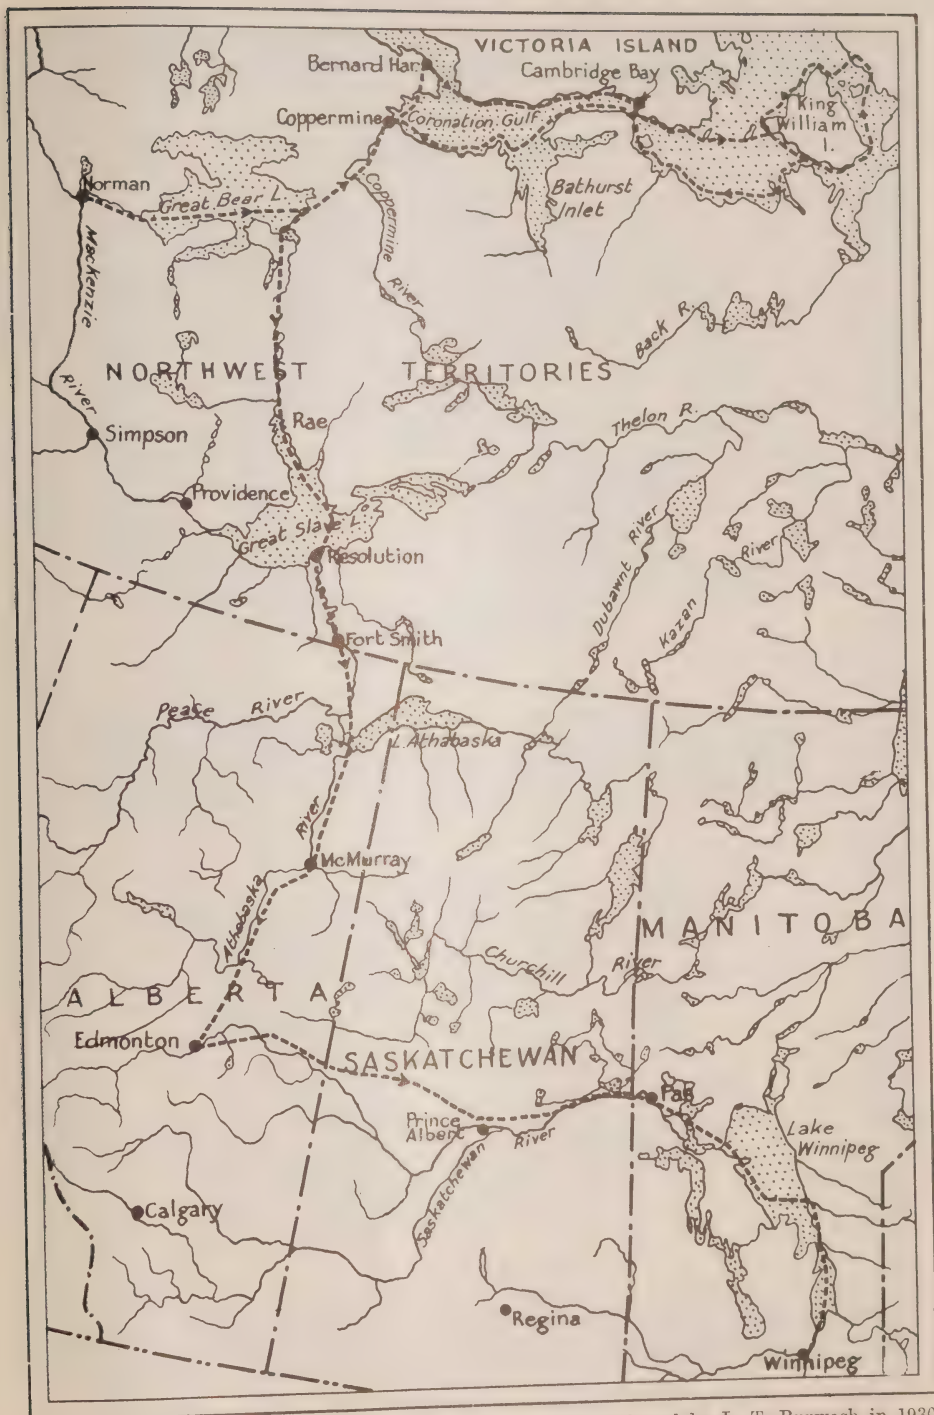 VICTORIA ISLAND
Bernard Har.
Cambridge Bay
King
William
I.
Coppermine
Coronation Gulf
Norman
Great Bear L.
Coppermine
River
Bathurst
Inlet
Mackenzie
River
Back R.
NORTHWEST TERRITORIES
Rae
Thelon R.
Simpson
Providence
Great Slave L.
Resolution
Dubawnt River
Kazan River
Fort Smith
Peace River
L. Athabaska
River
McMurray
Athabaska
MANITOBA
Churchill River
ALBERTA
Edmonton
SASKATCHEWAN
Pas
Prince
Albert
River
Saskatchewan
Lake
Winnipeg
Calgary
Regina
Winnipeg
L. T. Burwash in 1930